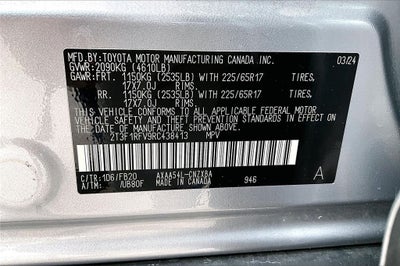 MFD.BY:TOYOTA MOTOR MANUFACTURING CANADA INC. 03/24
GVWR:2090KG (4610LB)
GAWR:FRT. 1150KG (2535LB) WITH 225/65R17 TIRES,
17X7.0J RIMS,
RR. 1150KG (2535LB) WITH 225/65R17 TIRES,
17X7.0J RIMS,
THIS VEHICLE CONFORMS TO ALL APPLICABLE
FEDERAL MOTOR VEHICLE SAFETY, BUMPER, AND
THEFT PREVENTION STANDARDS IN EFFECT ON THE
DATE OF MANUFACTURE SHOWN ABOVE.
2T3F1RFV9RC438413 MPV
C/TR:1D6/FB20 AXAA54L-CNZXBA
A/TM: /UB80F MADE IN CANADA 946 A